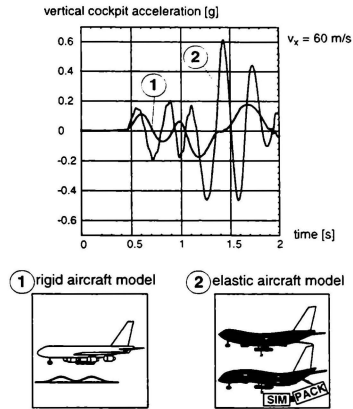 vertical cockpit acceleration [g]
vx = 60 m/s
0.6
0.4
0.2
0
-0.2
-0.4
-0.6
1
2
0 0.5 1 1.5 2
time [s]
1 rigid aircraft model
2 elastic aircraft model
SIM PACK